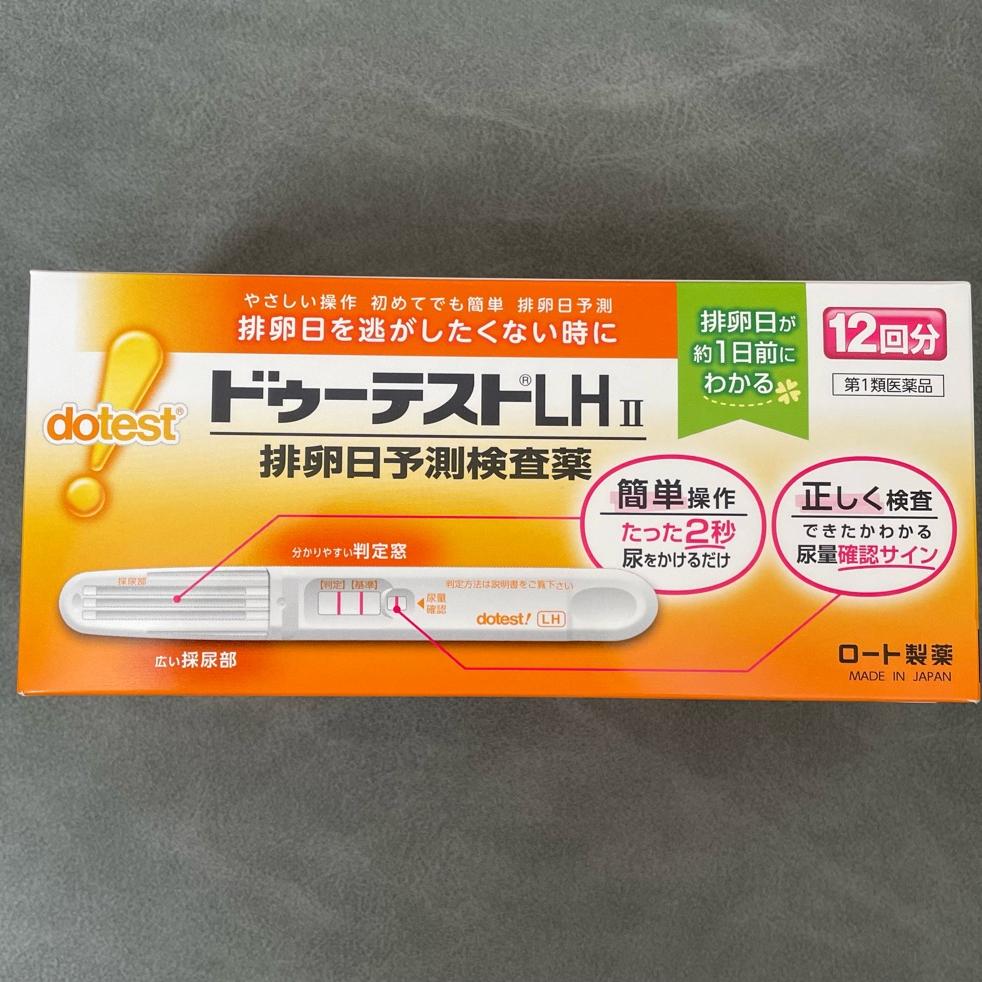 やさしい操作 初めてでも簡単 排卵日予測
排卵日を逃がしたくない時に
排卵日が
約1日前に
わかる
12回分
第1類医薬品
dotest®
ドゥーテスト®LH II
排卵日予測検査薬
簡単操作
たった2秒
尿をかけるだけ
正しく検査
できたかわかる
尿量確認サイン
分かりやすい判定窓
採尿部
【判定】【基準】
判定方法は説明書をご覧下さい
尿量
確認
dotest! LH
広い採尿部
ロート製薬
MADE IN JAPAN